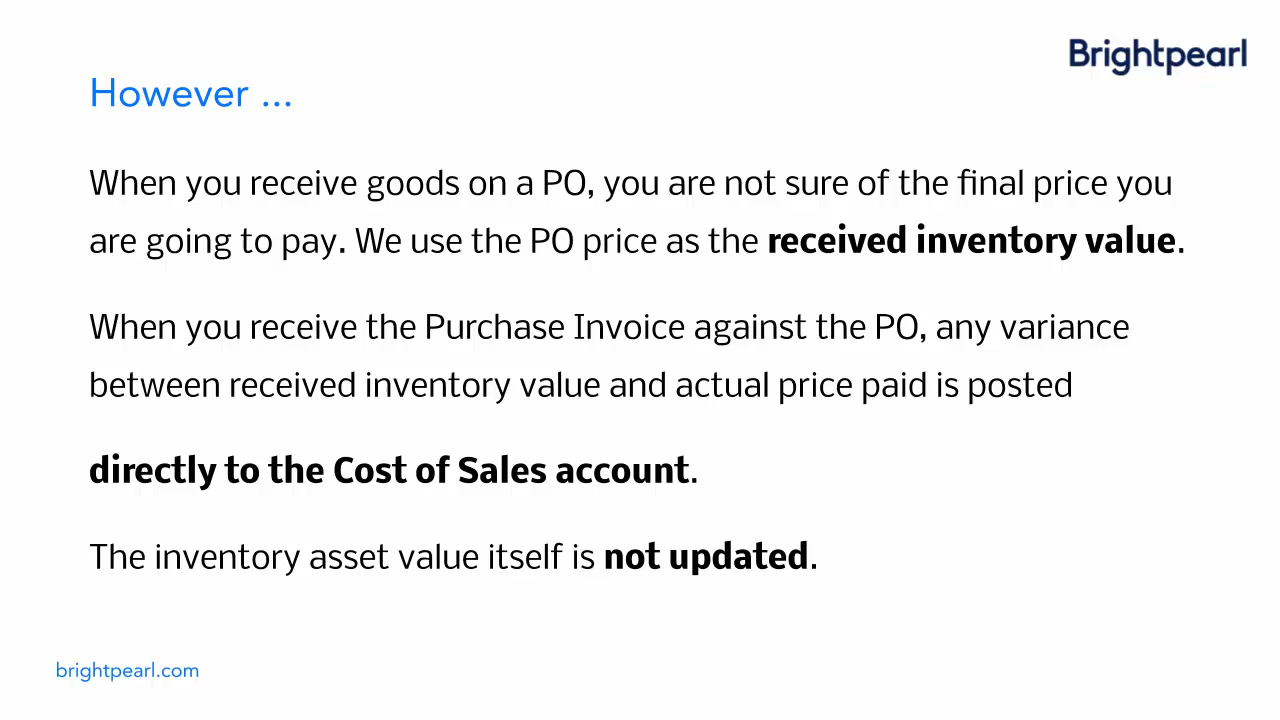 Brightpearl
However ...
When you receive goods on a PO, you are not sure of the final price you
are going to pay. We use the PO price as the received inventory value.
When you receive the Purchase Invoice against the PO, any variance
between received inventory value and actual price paid is posted
directly to the Cost of Sales account.
The inventory asset value itself is not updated.
brightpearl.com